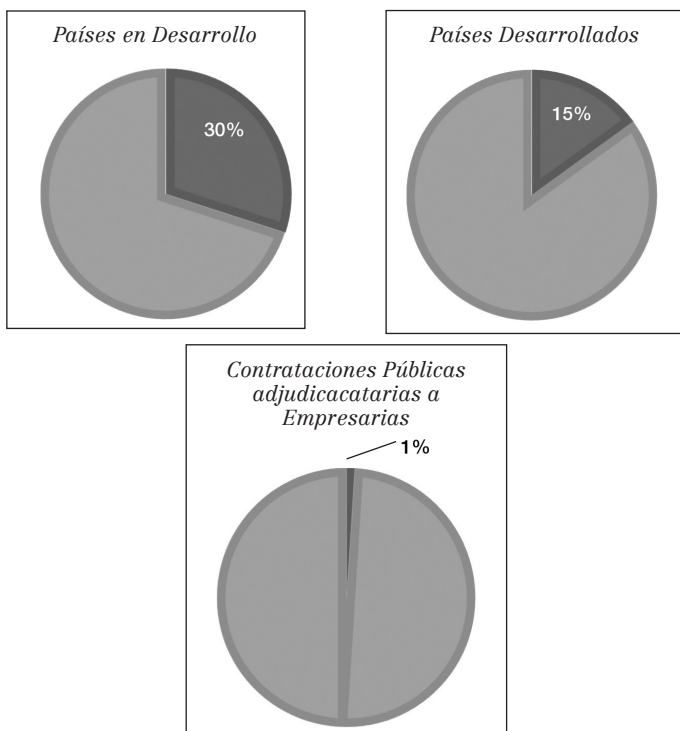 Países en Desarrollo
30%
Países Desarrollados
15%
Contrataciones Públicas
adjudicacatarias a
Empresarias
1%